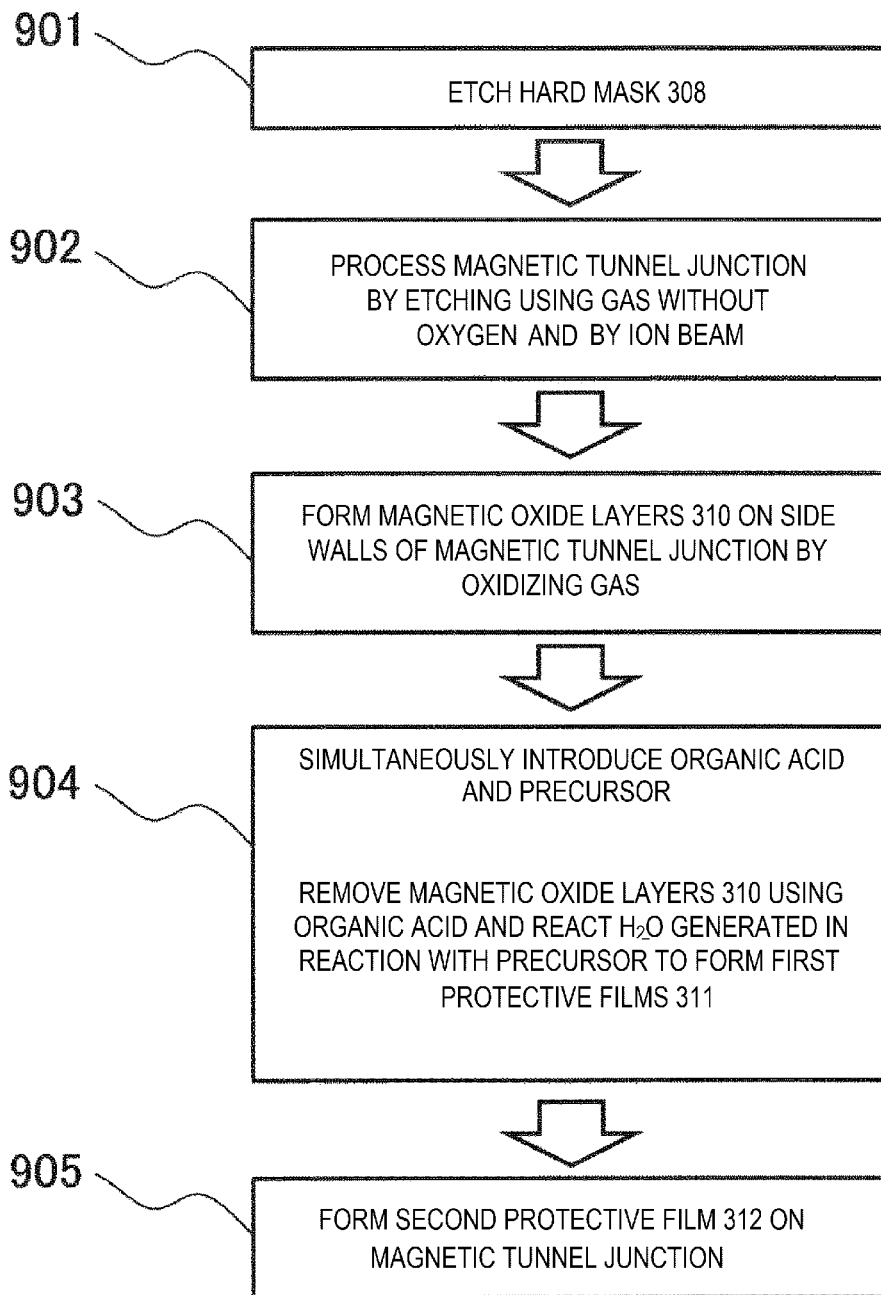 901
ETCH HARD MASK 308
902
PROCESS MAGNETIC TUNNEL JUNCTION
BY ETCHING USING GAS WITHOUT
OXYGEN AND BY ION BEAM
903
FORM MAGNETIC OXIDE LAYERS 310 ON SIDE
WALLS OF MAGNETIC TUNNEL JUNCTION BY
OXIDIZING GAS
904
SIMULTANEOUSLY INTRODUCE ORGANIC ACID
AND PRECURSOR
REMOVE MAGNETIC OXIDE LAYERS 310 USING
ORGANIC ACID AND REACT H₂O GENERATED IN
REACTION WITH PRECURSOR TO FORM FIRST
PROTECTIVE FILMS 311
905
FORM SECOND PROTECTIVE FILM 312 ON
MAGNETIC TUNNEL JUNCTION